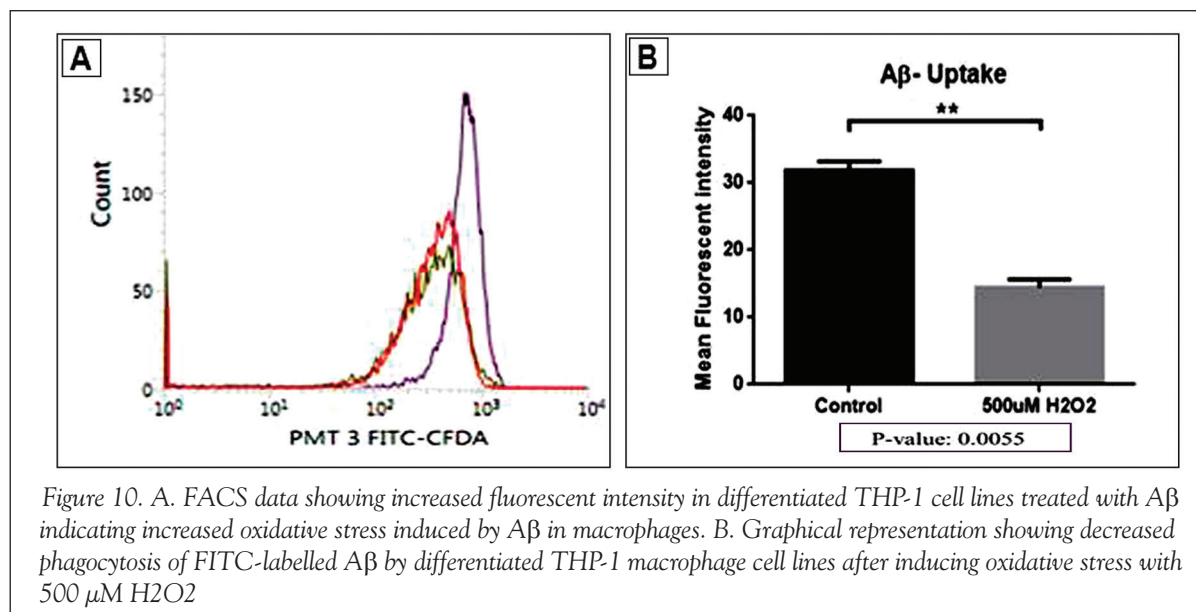 A
150
100
50
0
Count
10⁰ 10¹ 10² 10³ 10⁴
PMT 3 FITC-CFDA
B
Aβ- Uptake
**
40
30
20
10
0
Mean Fluorescent intensity
Control 500uM H2O2
P-value: 0.0055
Figure 10. A. FACS data showing increased fluorescent intensity in differentiated THP-1 cell lines treated with Aβ
indicating increased oxidative stress induced by Aβ in macrophages. B. Graphical representation showing decreased
phagocytosis of FITC-labelled Aβ by differentiated THP-1 macrophage cell lines after inducing oxidative stress with
500 μM H2O2